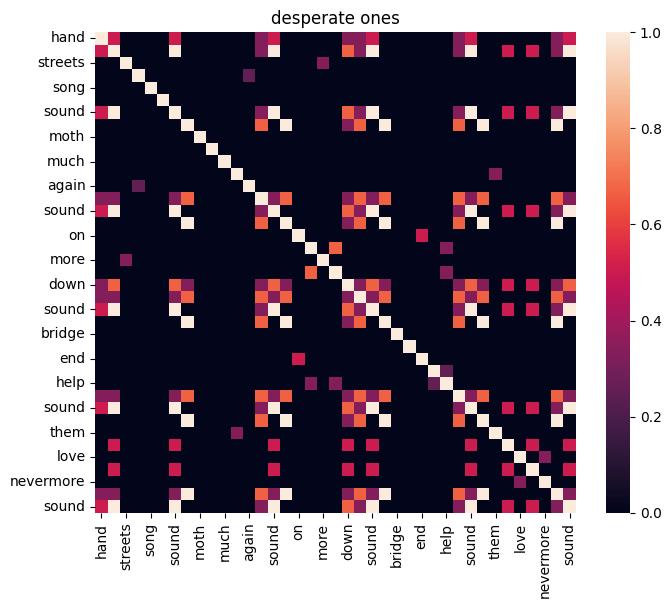 desperate ones
hand
streets
song
sound
moth
much
again
sound
on
more
down
sound
bridge
end
help
sound
them
love
nevermore
sound
1.0
0.8
0.6
0.4
0.2
0.0
hand
streets
song
sound
moth
much
again
sound
on
more
down
sound
bridge
end
help
sound
them
love
nevermore
sound